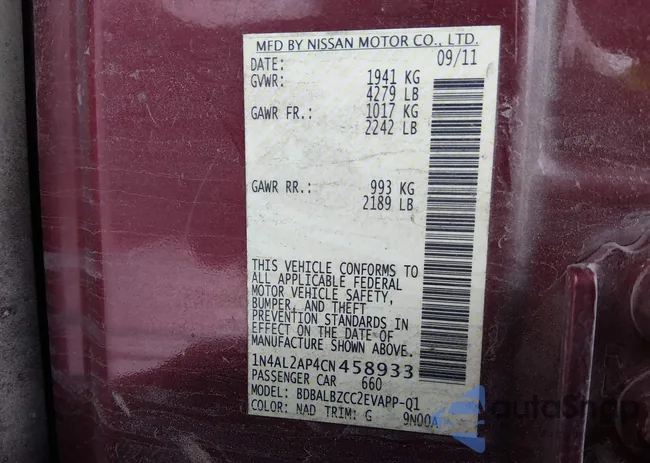 MFD BY NISSAN MOTOR CO., LTD.
DATE: 09/11
GVWR: 1941 KG
4279 LB
GAWR FR.: 1017 KG
2242 LB
GAWR RR.: 993 KG
2189 LB
THIS VEHICLE CONFORMS TO
ALL APPLICABLE FEDERAL
MOTOR VEHICLE SAFETY,
BUMPER, AND THEFT
PREVENTION STANDARDS IN
EFFECT ON THE DATE OF
MANUFACTURE SHOWN ABOVE.
1N4AL2AP4CN458933
PASSENGER CAR 660
MODEL: BDBALBZCC2EVAPP-Q1
COLOR: NAD TRIM: G 9N00A
autoSnap